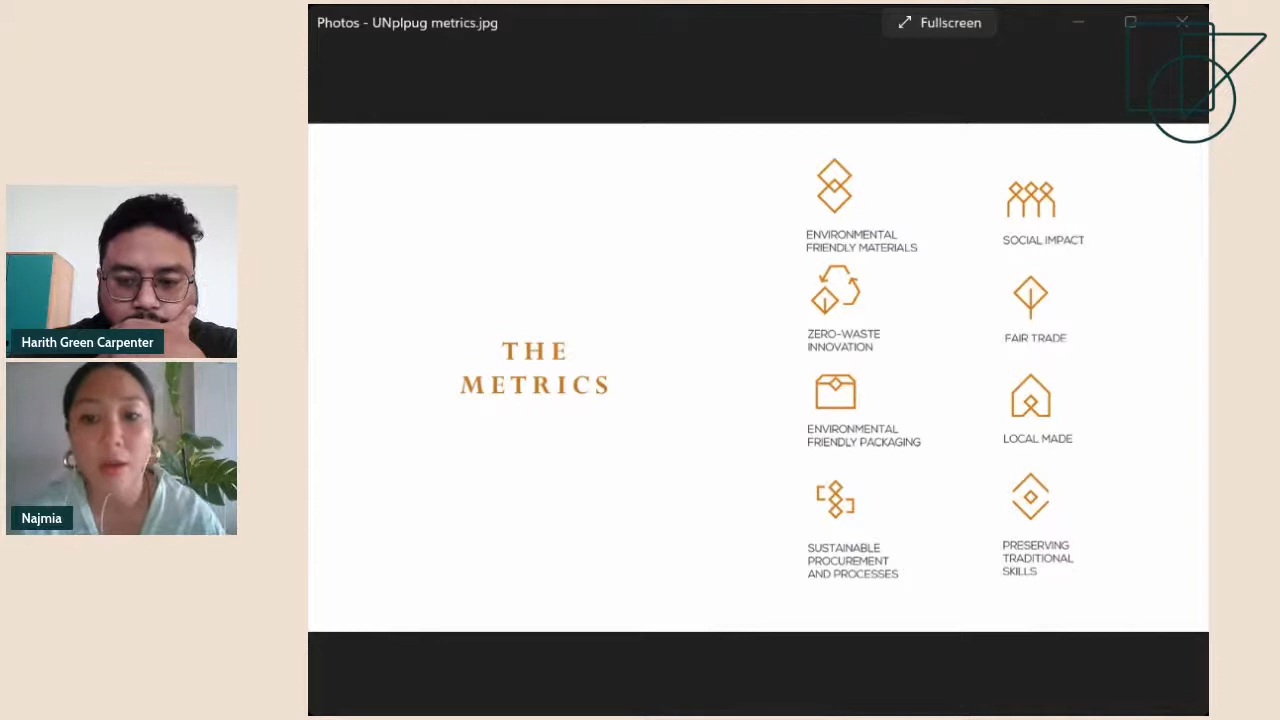 Photos - UNplpug metrics.jpg
Fullscreen
Harith Green Carpenter
Najmia
THE
METRICS
ENVIRONMENTAL
FRIENDLY MATERIALS
SOCIAL IMPACT
ZERO-WASTE
INNOVATION
FAIR TRADE
ENVIRONMENTAL
FRIENDLY PACKAGING
LOCAL MADE
SUSTAINABLE
PROCUREMENT
AND PROCESSES
PRESERVING
TRADITIONAL
SKILLS